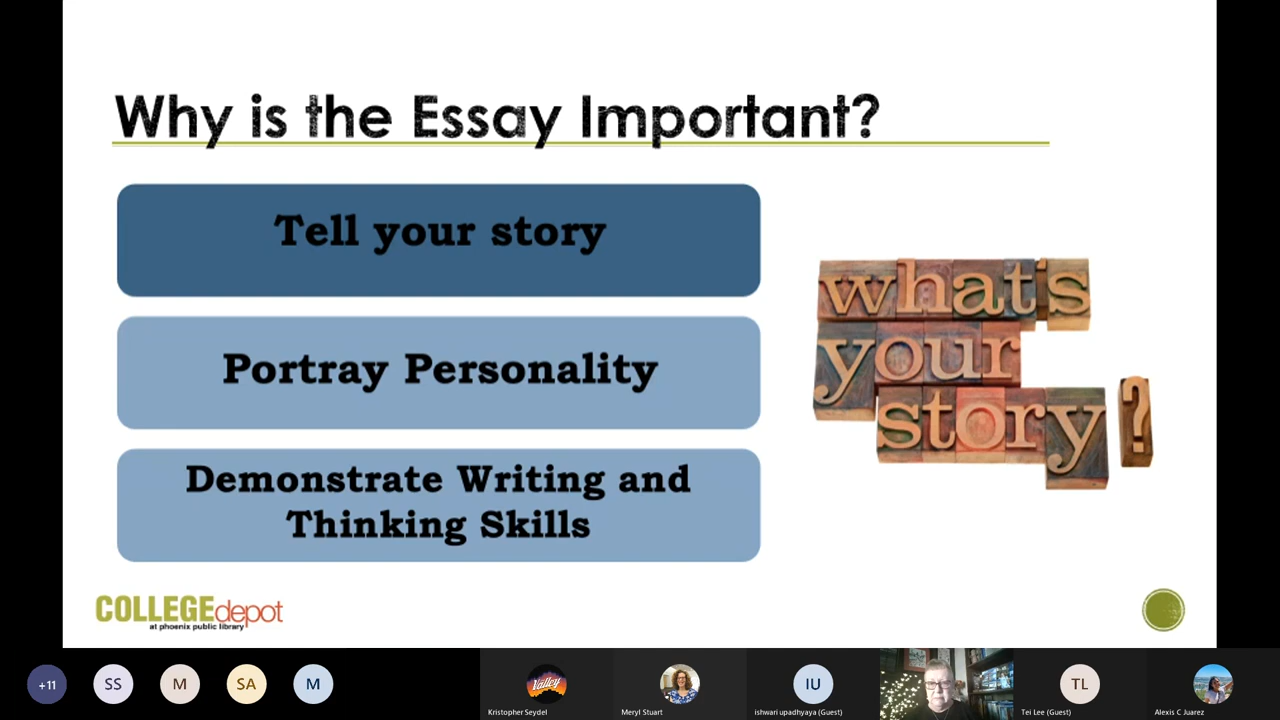 Why is the Essay Important?
Tell your story
Portray Personality
Demonstrate Writing and
Thinking Skills
what's
your
story?
COLLEGEdepot
at phoenix public library
+11
SS
M
SA
M
Valley
Kristopher Seydel
Meryl Stuart
IU
ishwari upadhyaya (Guest)
TL
Tei Lee (Guest)
Alexis C Juarez